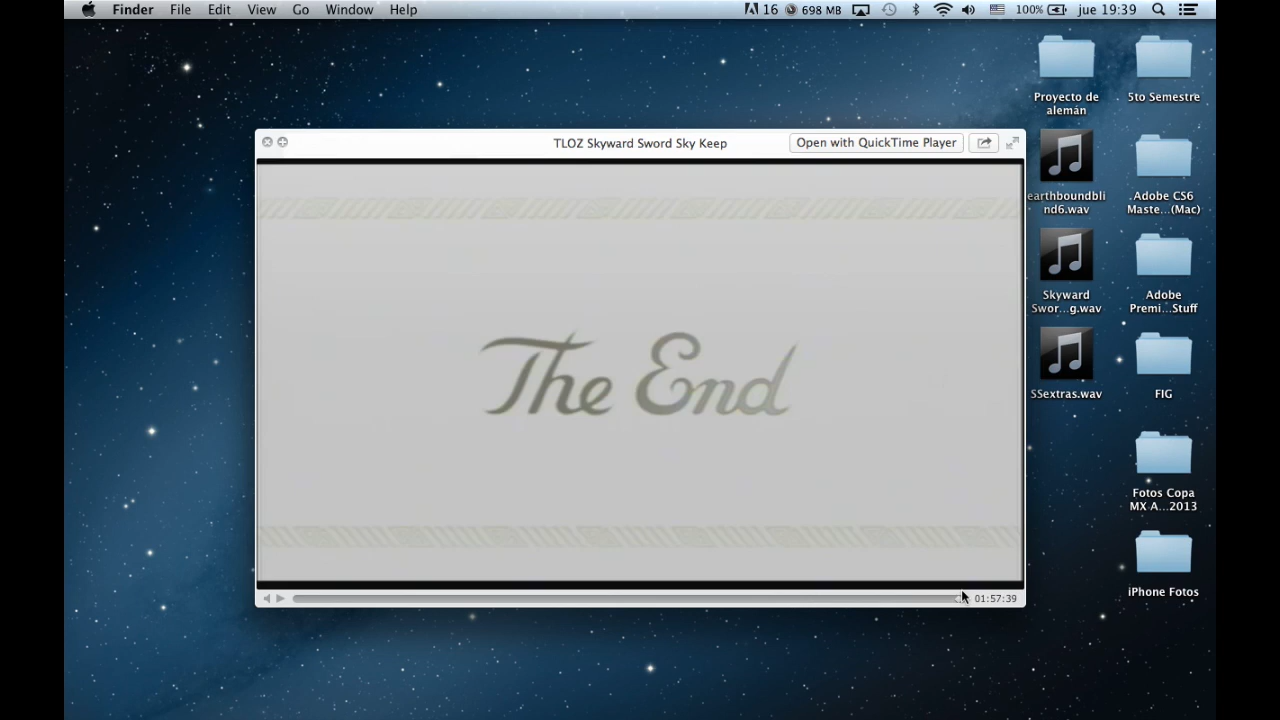 Finder File Edit View Go Window Help 16 698 MB 100% jue 19:39
TLOZ Skyward Sword Sky Keep
Open with QuickTime Player
The End
01:57:39
Proyecto de
alemán
5to Semestre
earthboundbli
nd6.wav
Adobe CS6
Maste...(Mac)
Skyward
Swor...g.wav
Adobe
Premi...Stuff
SSextras.wav
FIG
Fotos Copa
MX A...2013
iPhone Fotos